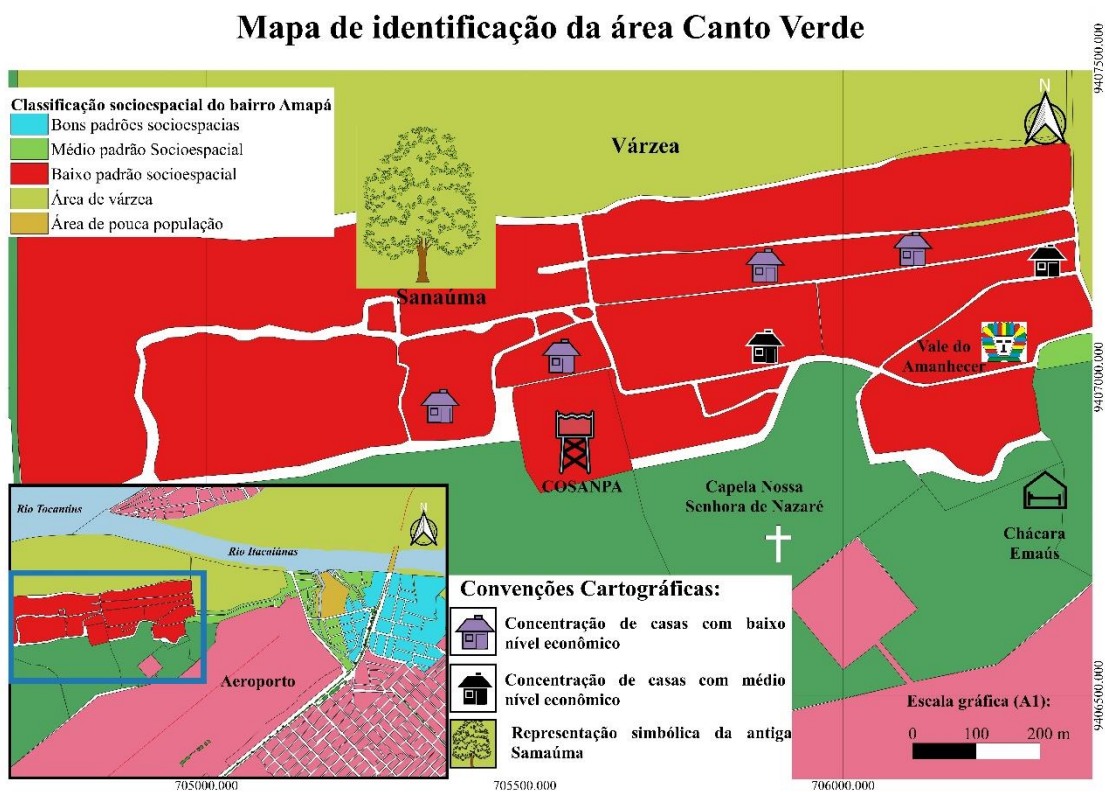 Mapa de identificação da área Canto Verde
Classificação socioespacial do bairro Amapá
Bons padrões socioespacias
Médio padrão Socioespacial
Baixo padrão socioespacial
Área de várzea
Área de pouca população
Várzea
N
9407500.000
Sanaúma
Vale do
Amanhecer
9407000.000
COSANPA
Capela Nossa
Senhora de Nazaré
Chácara
Emaús
Rio Tocantins
Rio Itacaiúnas
N
Aeroporto
Convenções Cartográficas:
Concentração de casas com baixo
nível econômico
Concentração de casas com médio
nível econômico
Representação simbólica da antiga
Samaúma
Escala gráfica (A1):
0 100 200 m
9406500.000
705000.000
705500.000
706000.000